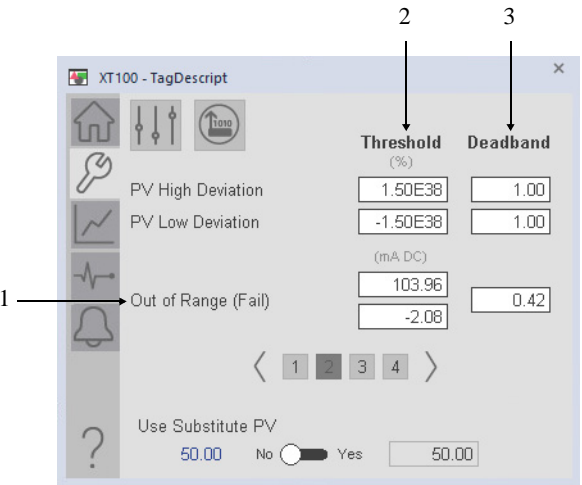 2 3
XT100 - TagDescript ×
1010
Threshold Deadband
(%)
PV High Deviation 1.50E38 1.00
PV Low Deviation -1.50E38 1.00
(mA DC)
103.96
1 Out of Range (Fail) 0.42
-2.08
1 2 3 4
Use Substitute PV
? 50.00 No Yes 50.00